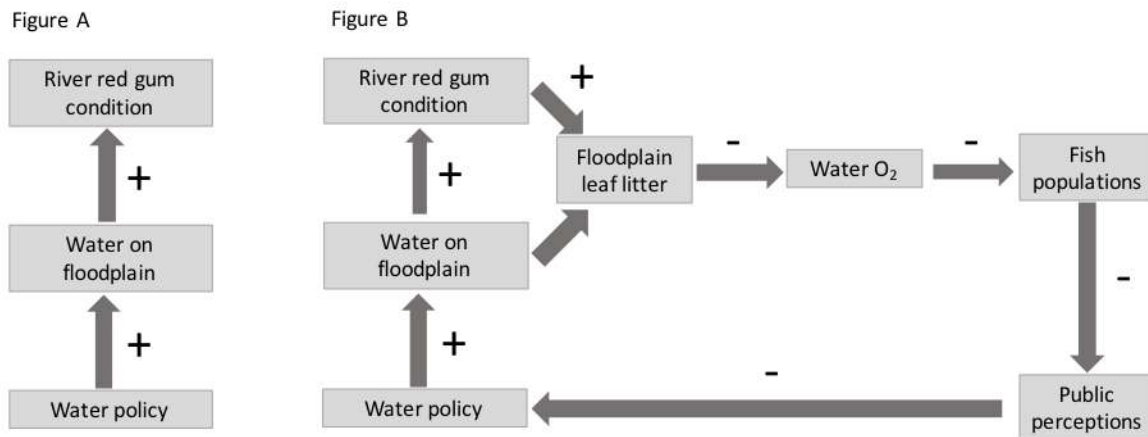 Figure A
River red gum
condition
+
Water on
floodplain
+
Water policy
Figure B
River red gum
condition
+
+
Water on
floodplain
+
Water policy
Floodplain
leaf litter
-
Water O₂
-
Fish
populations
-
Public
perceptions
-